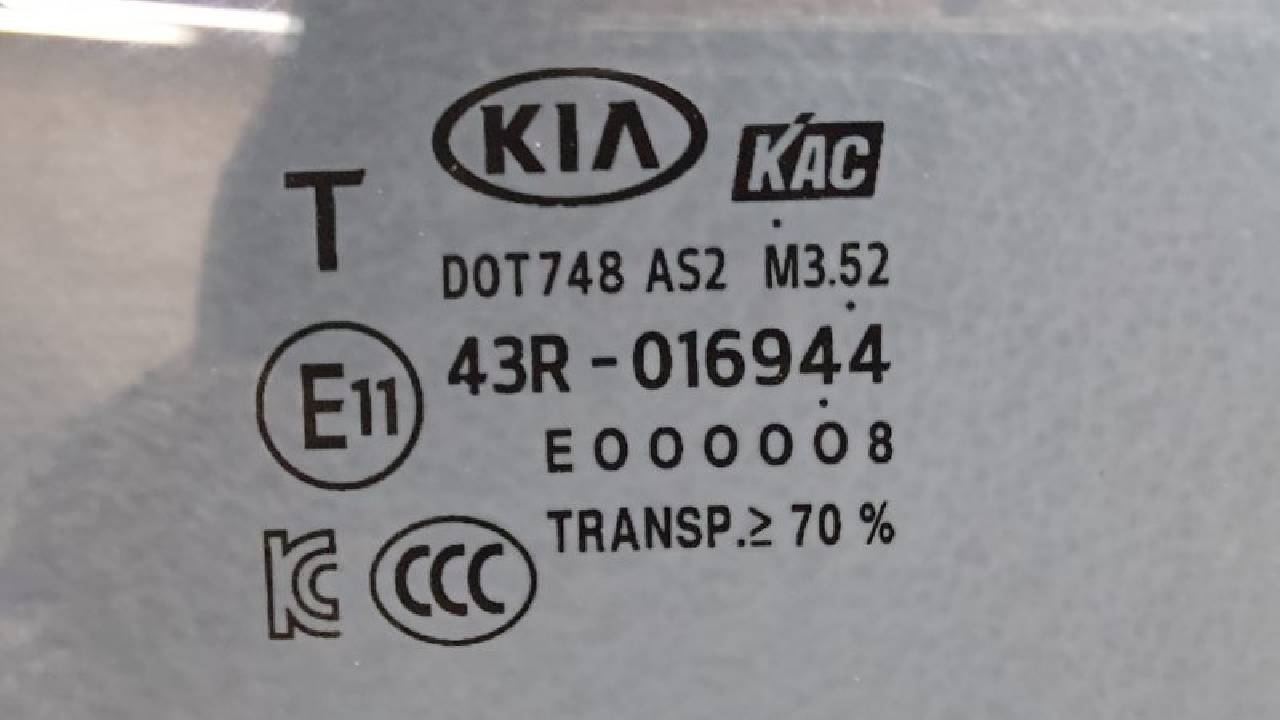 KIA KAC
T
DOT748 AS2 M3.52
E11 43R-016944
E000008
TRANSP.≥ 70 %
KC CCC